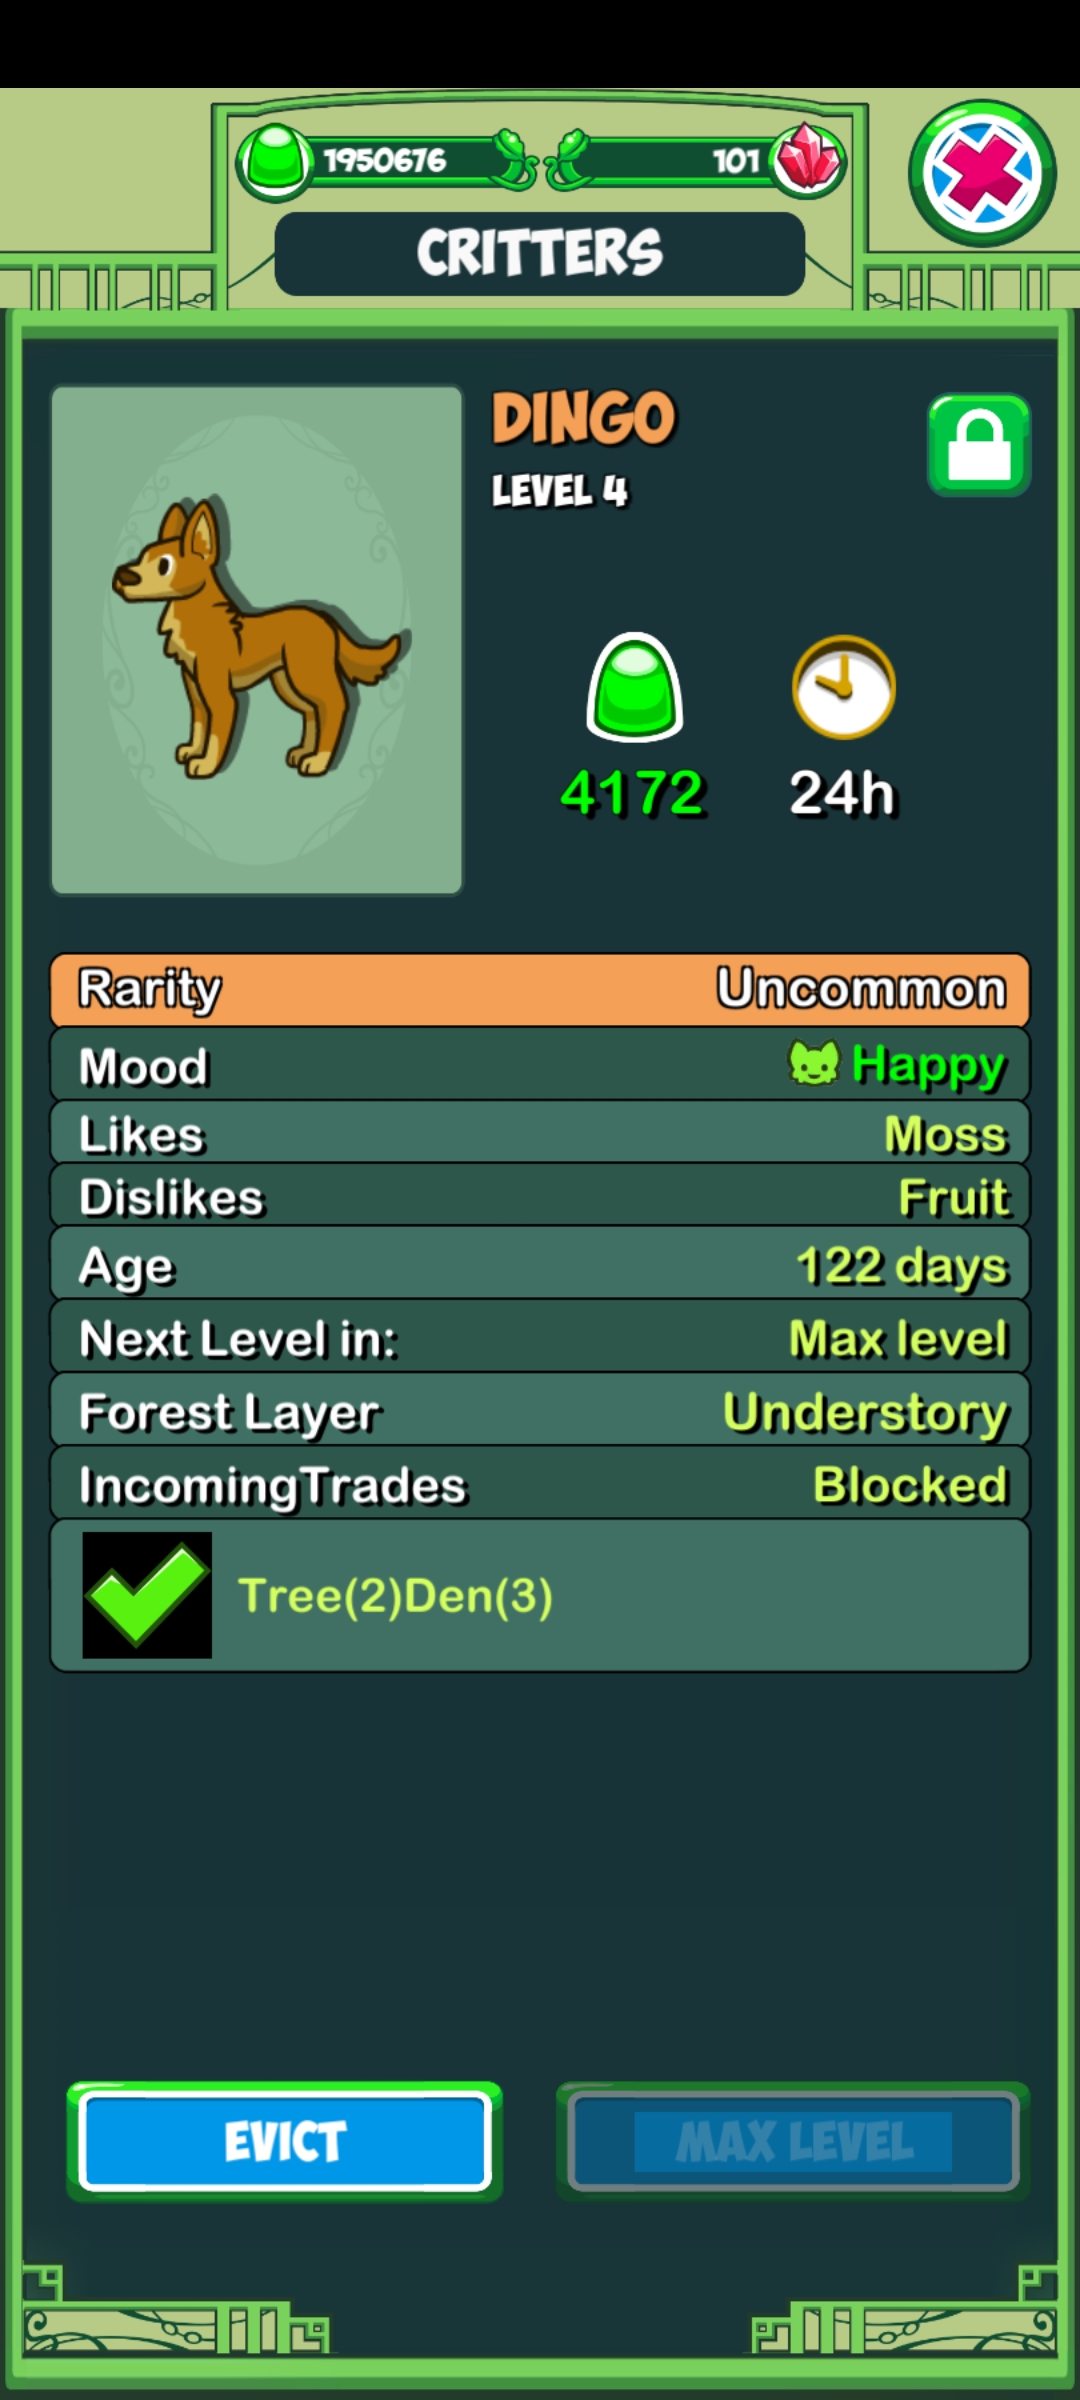 1950676 101
CRITTERS
DINGO
LEVEL 4
4172 24h
Rarity Uncommon
Mood Happy
Likes Moss
Dislikes Fruit
Age 122 days
Next Level in: Max level
Forest Layer Understory
IncomingTrades Blocked
Tree(2)Den(3)
EVICT MAX LEVEL